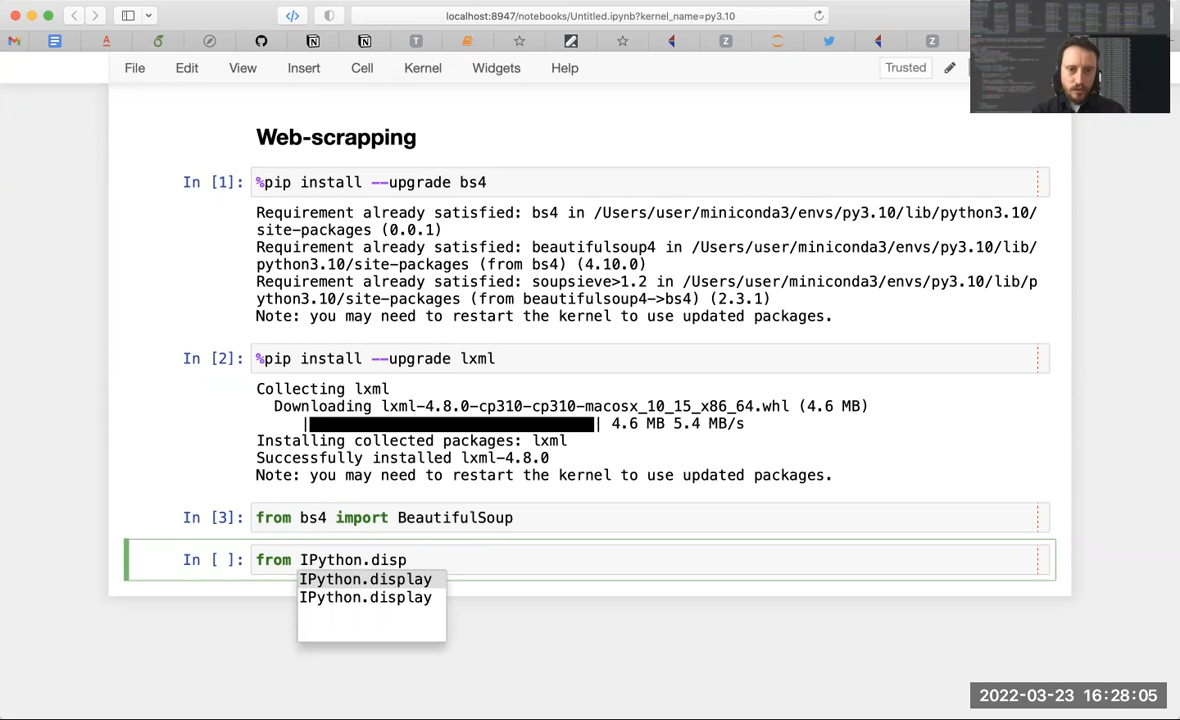 localhost:8947/notebooks/Untitled.ipynb?kernel_name=py3.10
File Edit View Insert Cell Kernel Widgets Help Trusted
Web-scrapping
In [1]: %pip install --upgrade bs4
Requirement already satisfied: bs4 in /Users/user/miniconda3/envs/py3.10/lib/python3.10/
site-packages (0.0.1)
Requirement already satisfied: beautifulsoup4 in /Users/user/miniconda3/envs/py3.10/lib/
python3.10/site-packages (from bs4) (4.10.0)
Requirement already satisfied: soupsieve>1.2 in /Users/user/miniconda3/envs/py3.10/lib/p
ython3.10/site-packages (from beautifulsoup4->bs4) (2.3.1)
Note: you may need to restart the kernel to use updated packages.
In [2]: %pip install --upgrade lxml
Collecting lxml
Downloading lxml-4.8.0-cp310-cp310-macosx_10_15_x86_64.whl (4.6 MB)
| | 4.6 MB 5.4 MB/s
Installing collected packages: lxml
Successfully installed lxml-4.8.0
Note: you may need to restart the kernel to use updated packages.
In [3]: from bs4 import BeautifulSoup
In [ ]: from IPython.disp
IPython.display
IPython.display
2022-03-23 16:28:05